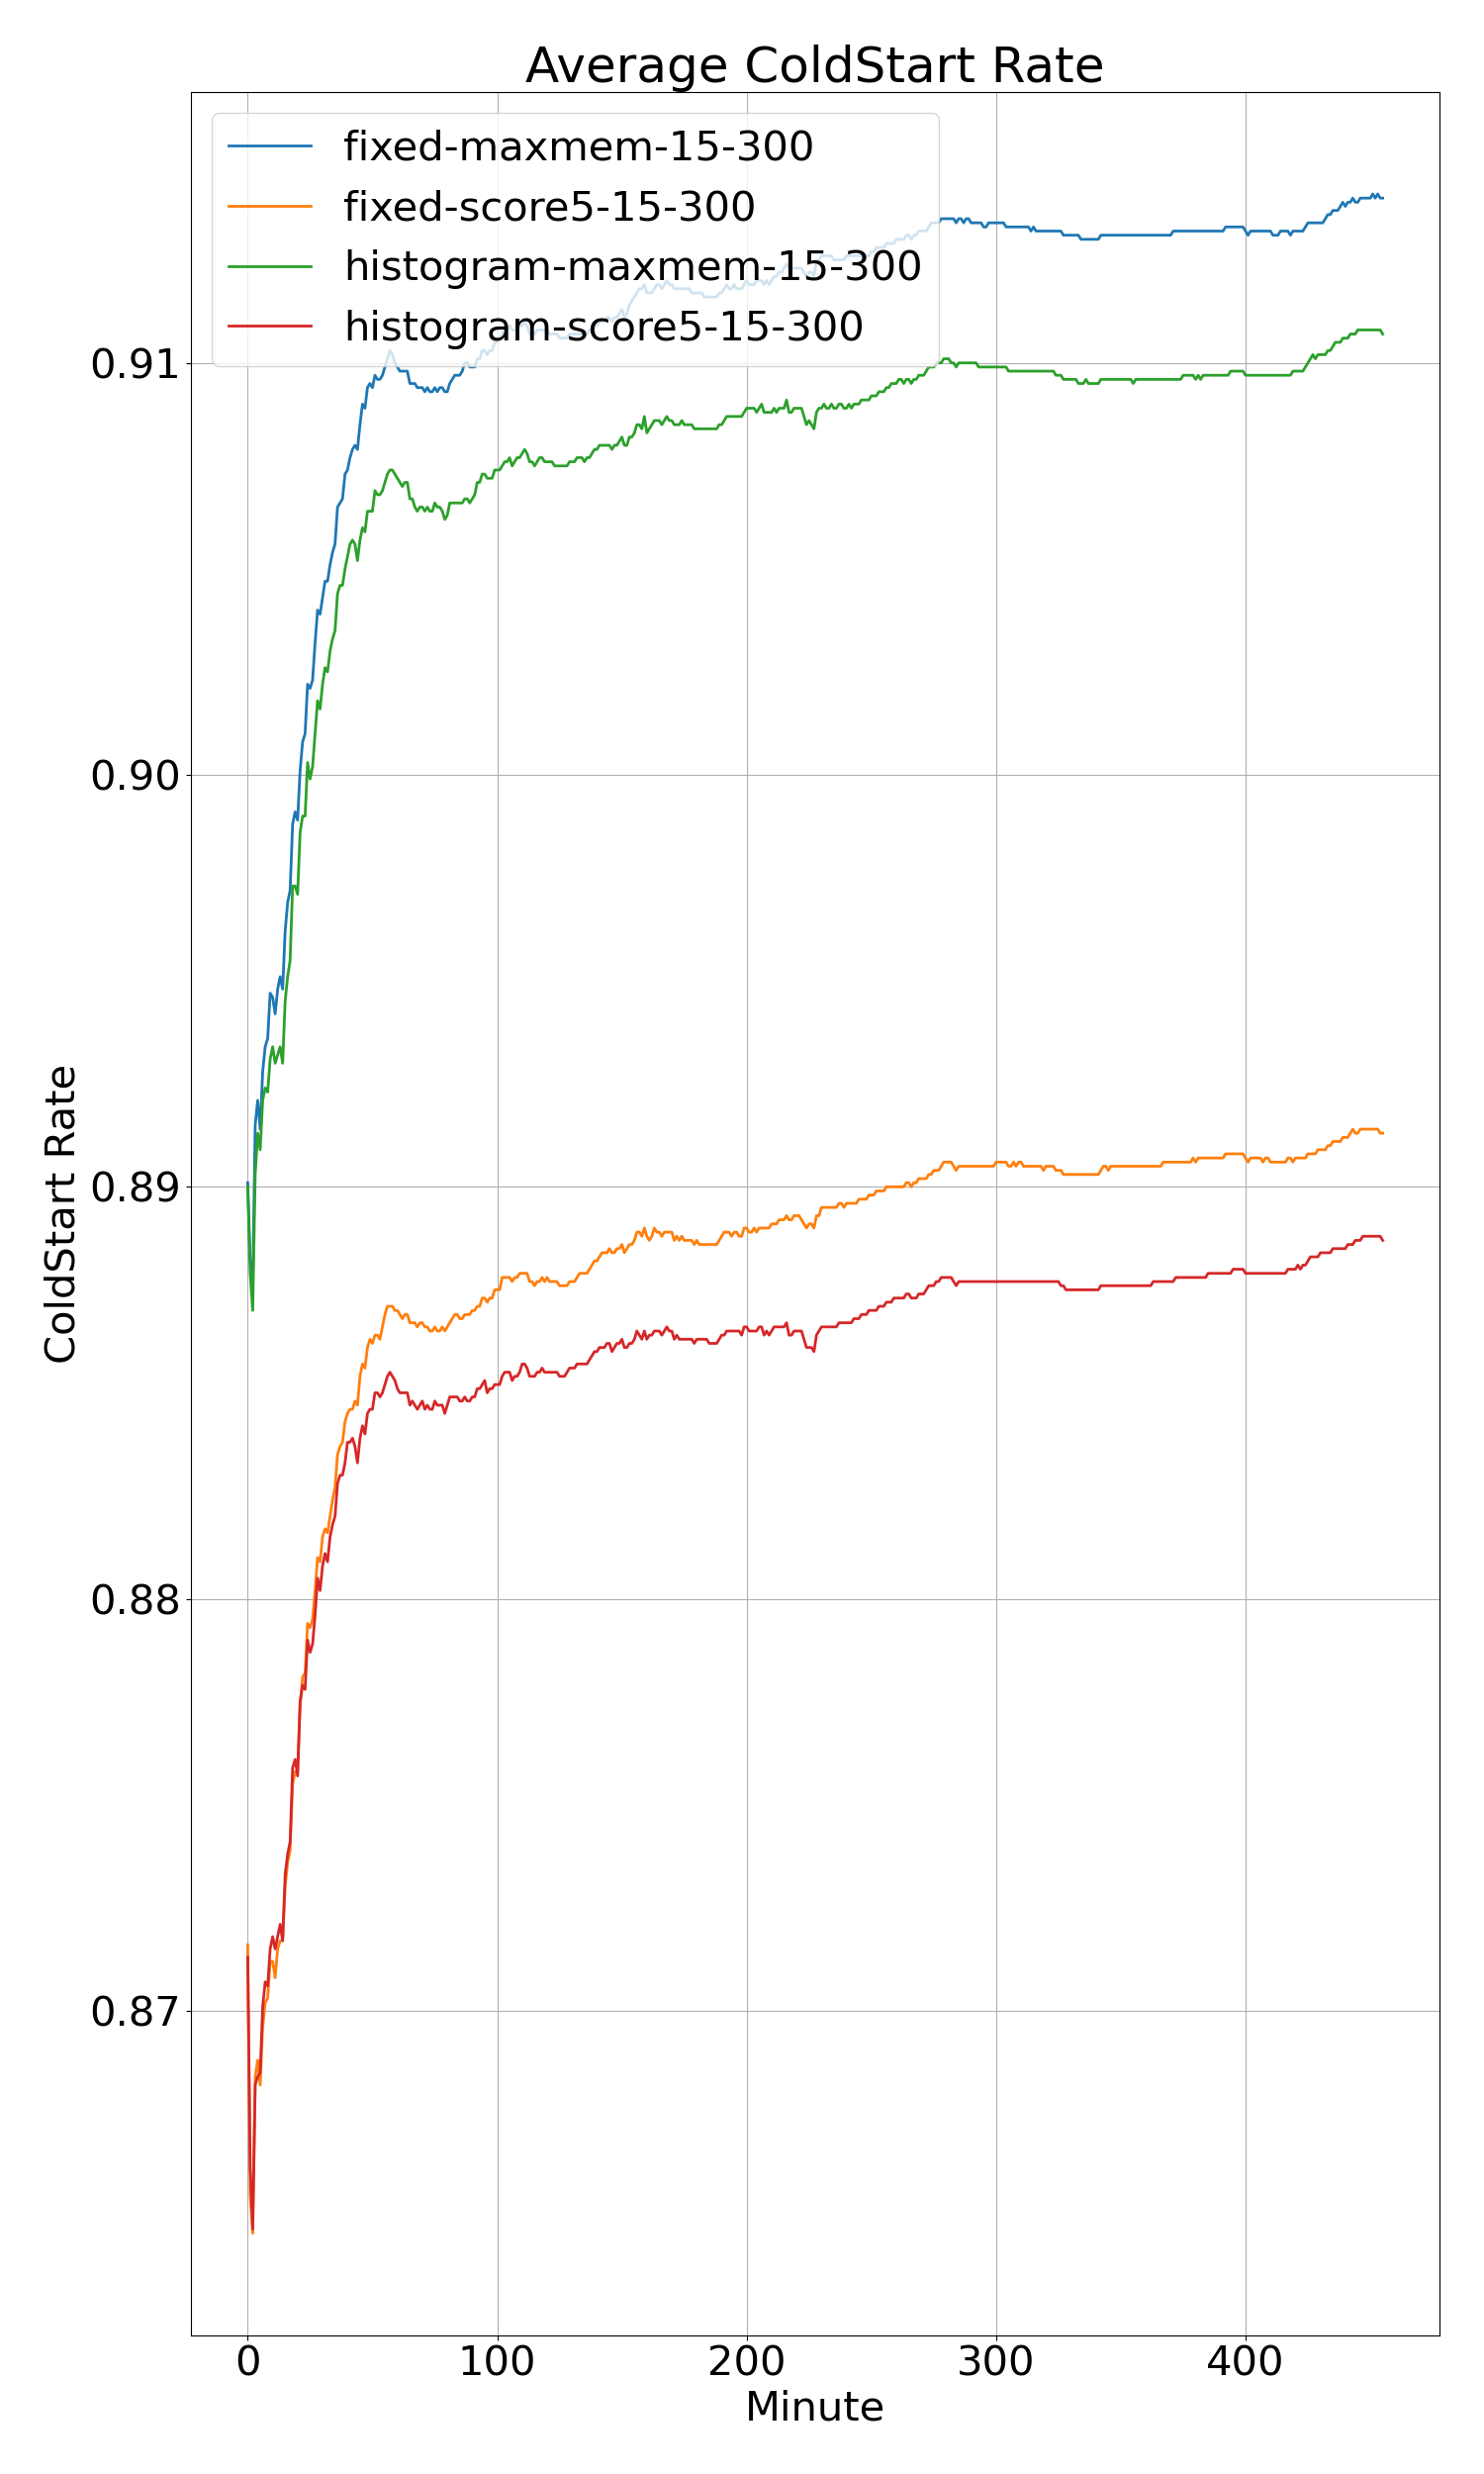 Average ColdStart Rate
fixed-maxmem-15-300
fixed-score5-15-300
histogram-maxmem-15-300
histogram-score5-15-300
ColdStart Rate
0.91
0.90
0.89
0.88
0.87
0 100 200 300 400
Minute